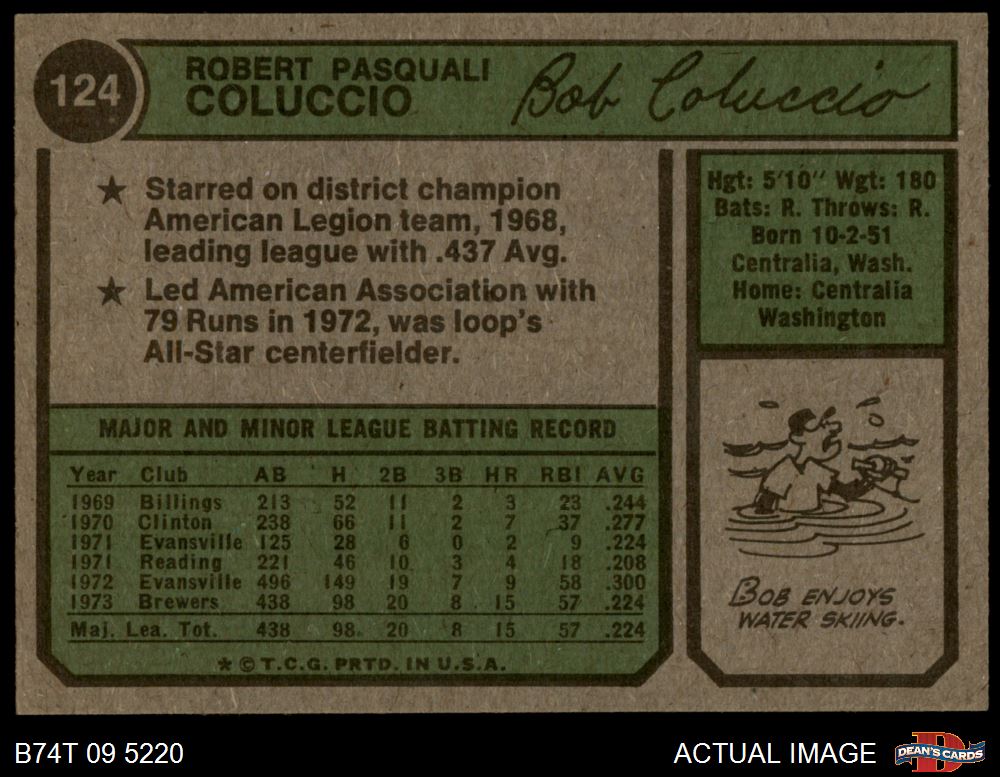 124
ROBERT PASQUALI
COLUCCIO
Bob Coluccio
★ Starred on district champion
American Legion team, 1968,
leading league with .437 Avg.
★ Led American Association with
79 Runs in 1972, was loop's
All-Star centerfielder.
Hgt: 5'10" Wgt: 180
Bats: R. Throws: R.
Born 10-2-51
Centralia, Wash.
Home: Centralia
Washington
MAJOR AND MINOR LEAGUE BATTING RECORD
Year Club AB H 2B 3B HR RBI AVG
1969 Billings 213 52 11 2 3 23 .244
1970 Clinton 238 66 11 2 7 37 .277
1971 Evansville 125 28 6 0 2 9 .224
1971 Reading 221 46 10 3 4 18 .208
1972 Evansville 496 149 19 7 9 58 .300
1973 Brewers 438 98 20 8 15 57 .224
Maj. Lea. Tot. 438 98 20 8 15 57 .224
* © T.C.G. PRTD. IN U.S.A.
BOB ENJOYS
WATER SKIING.
B74T 09 5220
ACTUAL IMAGE
D
DEAN'S CARDS